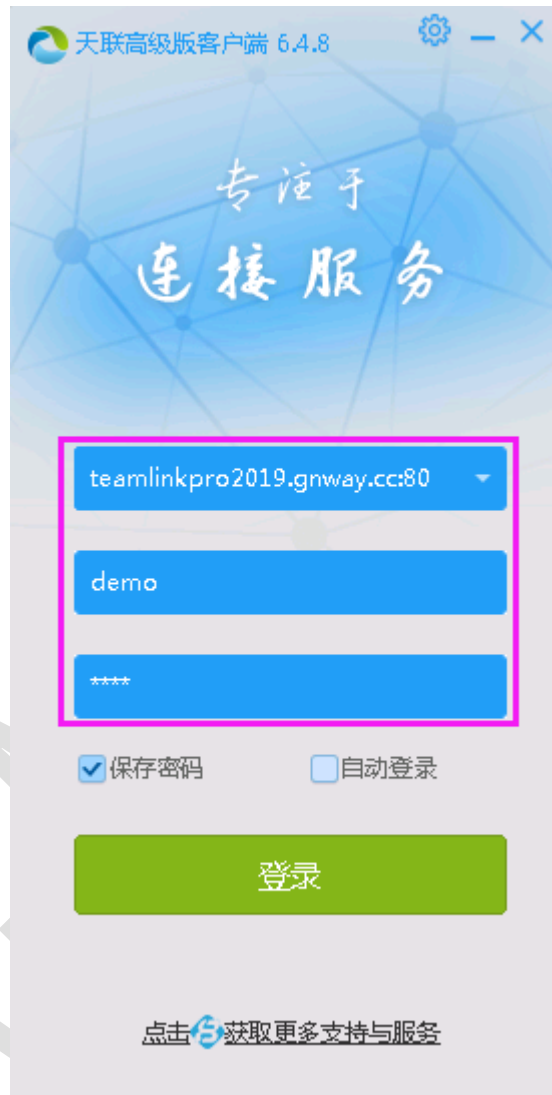 天联高级版客户端 6.4.8
专注于
连接服务
teamlinkpro2019.gnway.cc:80
demo
****
保存密码 自动登录
登录
点击获取更多支持与服务